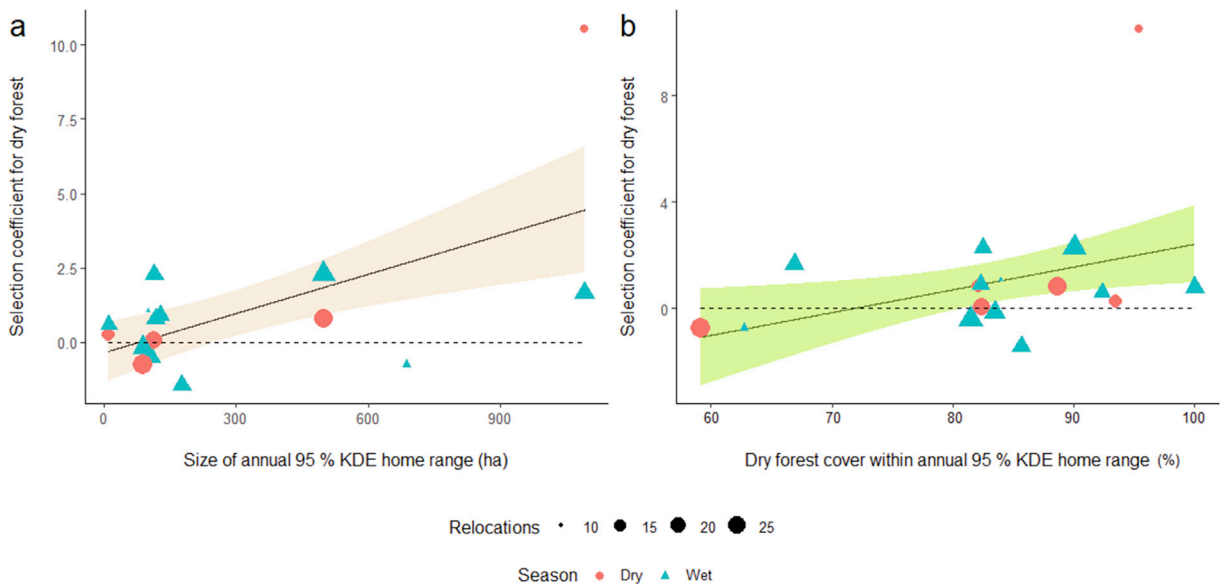 a
10.0
7.5
5.0
2.5
0.0
Selection coefficient for dry forest
0 300 600 900
Size of annual 95 % KDE home range (ha)
b
8
4
0
Selection coefficient for dry forest
60 70 80 90 100
Dry forest cover within annual 95 % KDE home range (%)
Relocations 10 15 20 25
Season Dry Wet